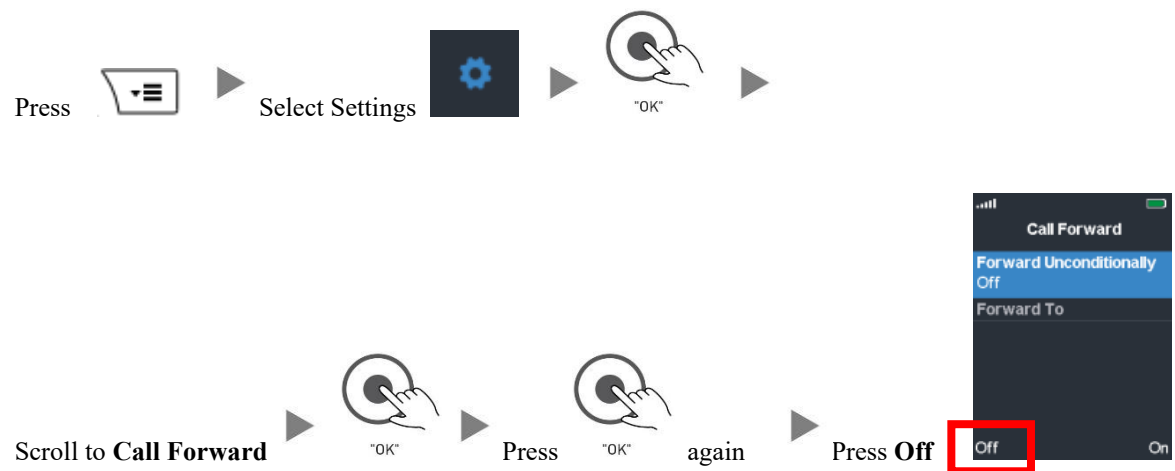 Press
Select Settings
"OK"
Call Forward
Forward Unconditionally
Off
Forward To
Off
On
Scroll to Call Forward
"OK"
Press
"OK"
again
Press Off